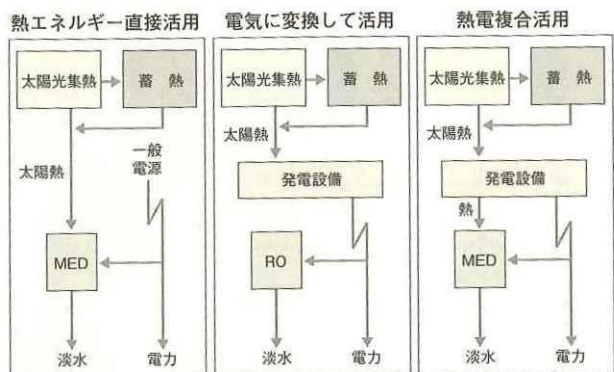 熱エネルギー直接活用
太陽光集熱
蓄 熱
太陽熱
一般
電源
MED
淡水
電力
電気に変換して活用
太陽光集熱
蓄 熱
太陽熱
発電設備
RO
淡水
電力
熱電複合活用
太陽光集熱
蓄 熱
太陽熱
発電設備
熱
MED
淡水
電力